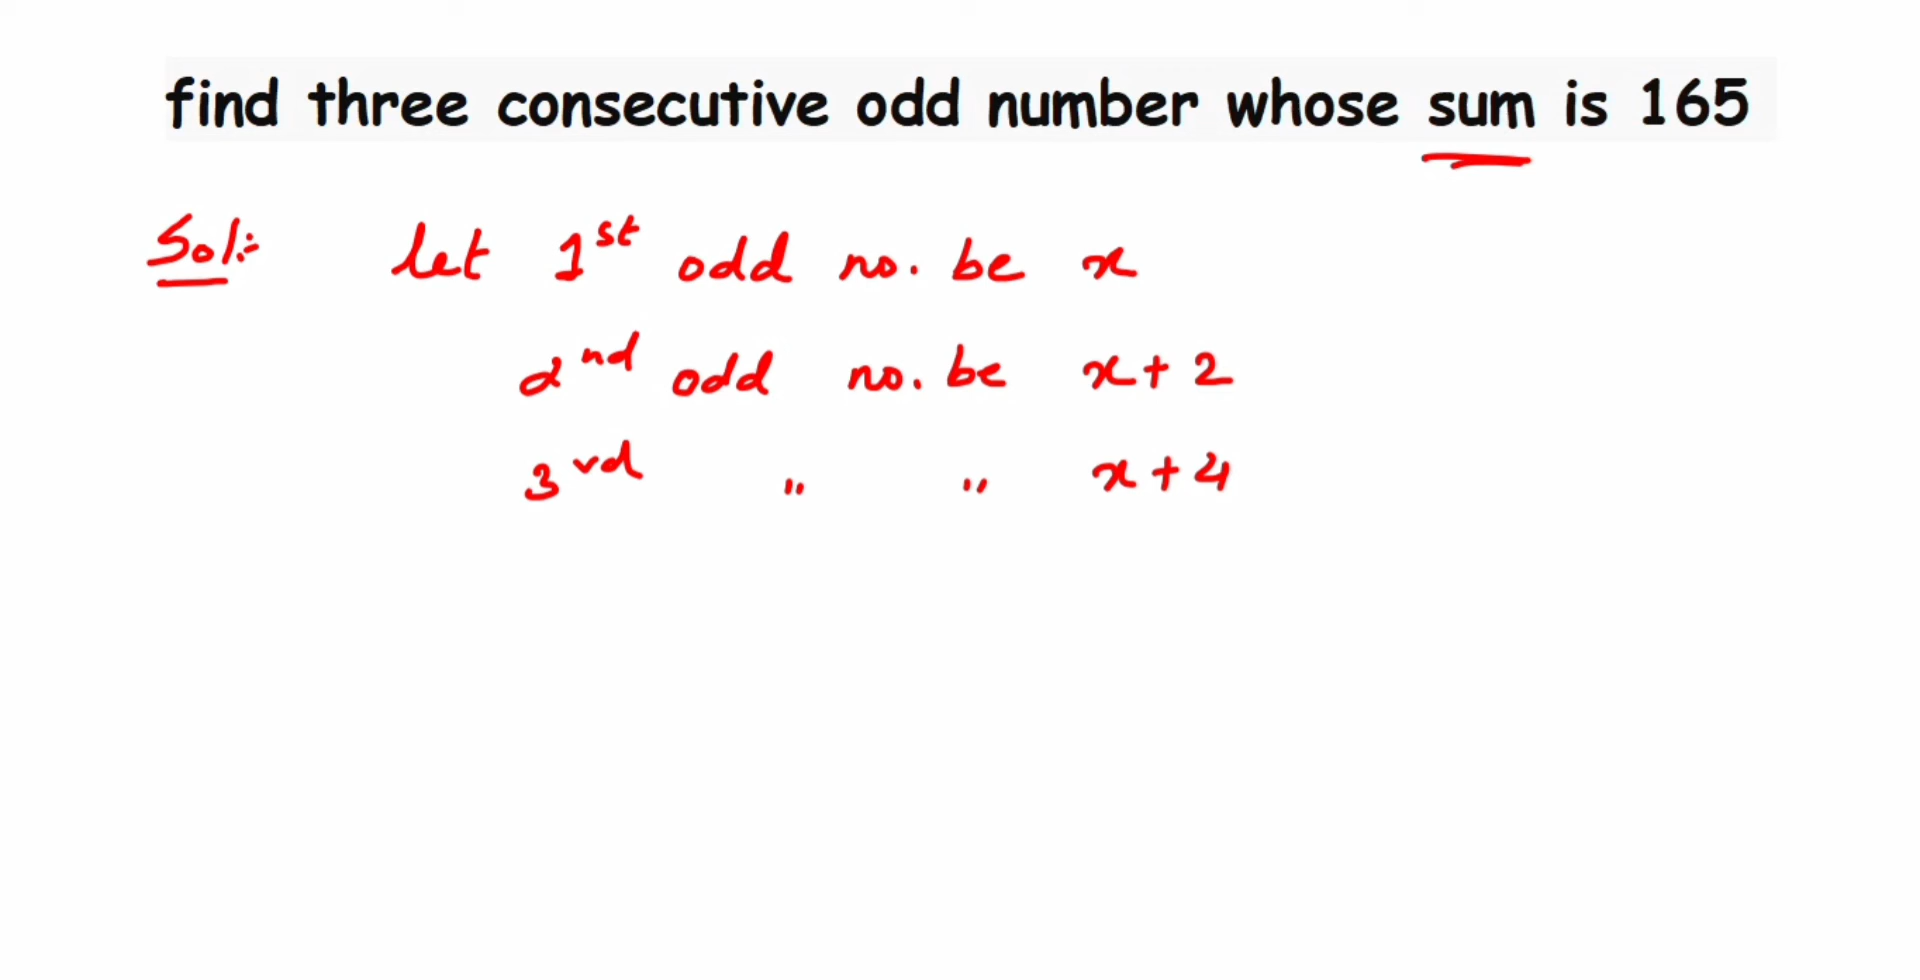 find three consecutive odd number whose sum is 165
Sol:- let 1st odd no. be x
2nd odd no. be x+2
3rd " " x+4